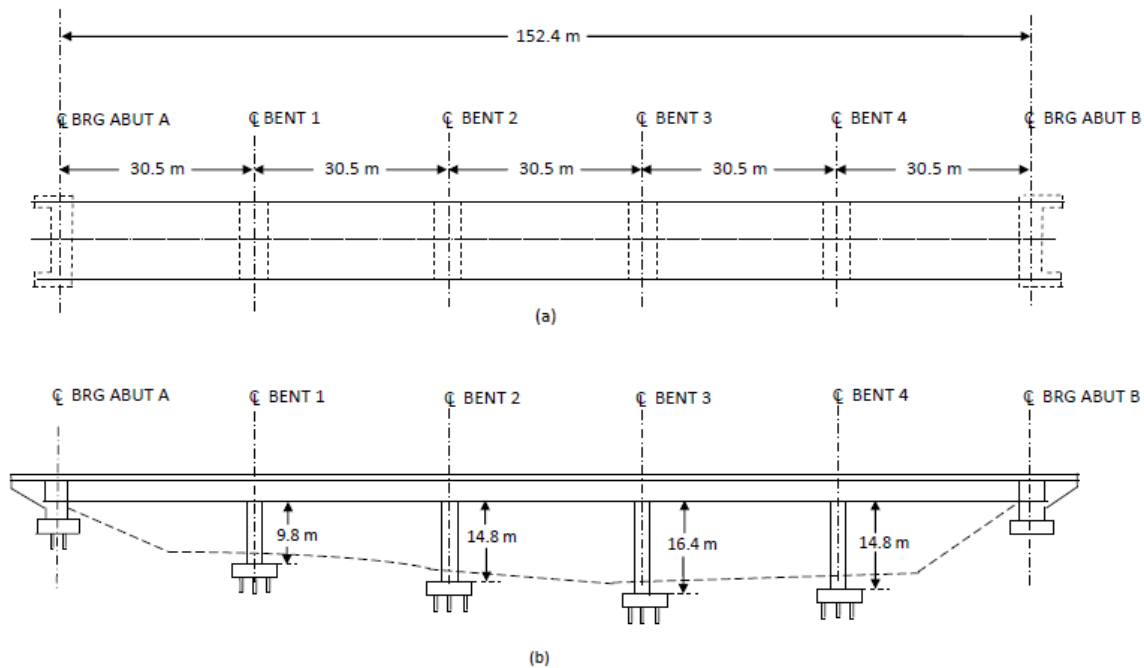 152.4 m
℄ BRG ABUT A
℄ BENT 1
℄ BENT 2
℄ BENT 3
℄ BENT 4
℄ BRG ABUT B
30.5 m
30.5 m
30.5 m
30.5 m
30.5 m
(a)
℄ BRG ABUT A
℄ BENT 1
℄ BENT 2
℄ BENT 3
℄ BENT 4
℄ BRG ABUT B
9.8 m
14.8 m
16.4 m
14.8 m
(b)